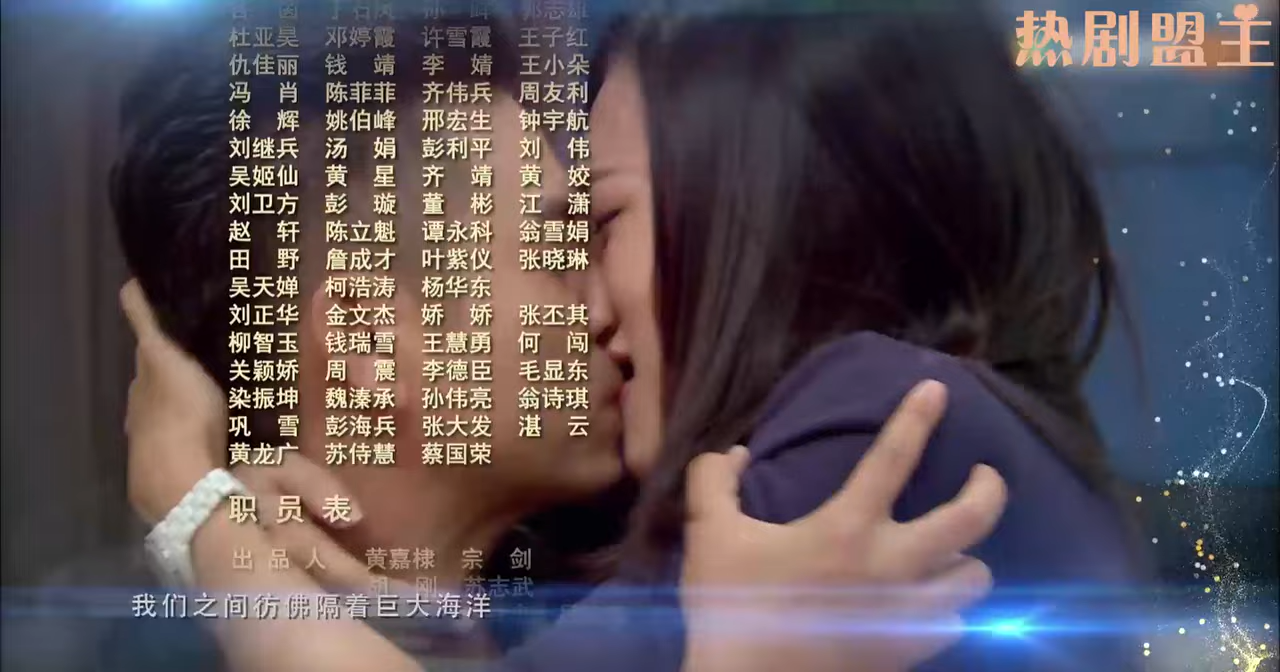 热剧盟主
杜亚昊 邓婷霞 许雪霞 王子红
仇佳丽 钱靖 李婧 王小朵
冯肖 陈菲菲 齐伟兵 周友利
徐辉 姚伯峰 邢宏生 钟宇航
刘继兵 汤娟 彭利平 刘伟
吴姬仙 黄星 齐靖 黄姣
刘卫方 彭璇 董彬 江潇
赵轩 陈立魁 谭永科 翁雪娟
田野 詹成才 叶紫仪 张晓琳
吴天婵 柯浩涛 杨华东
刘正华 金文杰 娇娇 张丕其
柳智玉 钱瑞雪 王慧勇 何闯
关颖娇 周震 李德臣 毛显东
染振坤 魏溱承 孙伟亮 翁诗琪
巩雪 彭海兵 张大发 湛云
黄龙广 苏侍慧 蔡国荣
职员表
出品人 黄嘉棣 宗剑
刚 苏志武
我们之间彷佛隔着巨大海洋